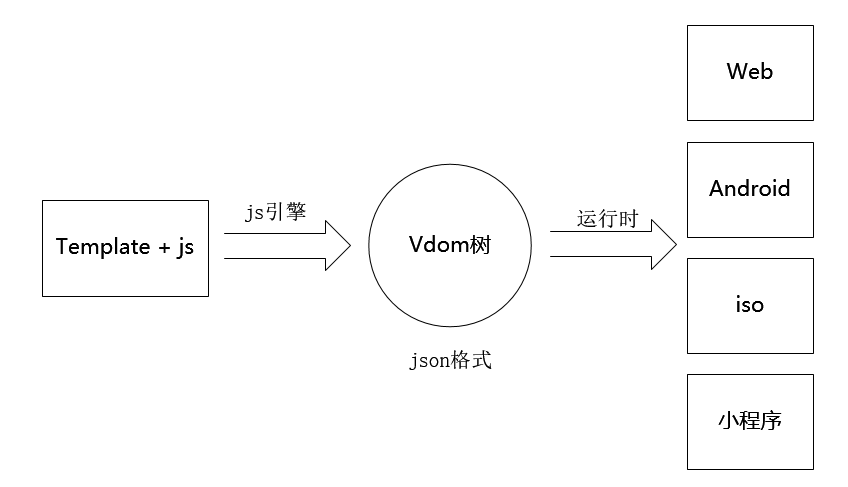 Template + js
js引擎
Vdom树
json格式
运行时
Web
Android
iso
小程序